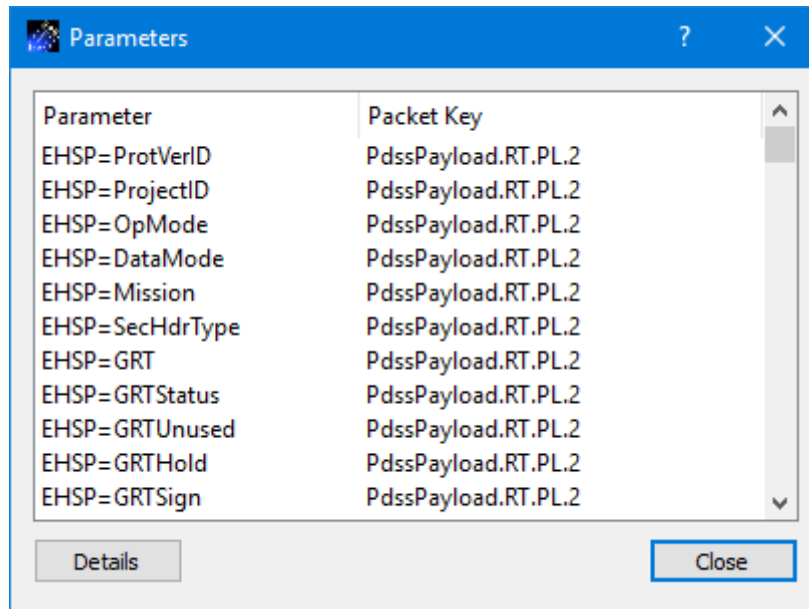 Parameters
?
Parameter Packet Key
EHSP=ProtVerID PdssPayload.RT.PL.2
EHSP=ProjectID PdssPayload.RT.PL.2
EHSP=OpMode PdssPayload.RT.PL.2
EHSP=DataMode PdssPayload.RT.PL.2
EHSP=Mission PdssPayload.RT.PL.2
EHSP=SecHdrType PdssPayload.RT.PL.2
EHSP=GRT PdssPayload.RT.PL.2
EHSP=GRTStatus PdssPayload.RT.PL.2
EHSP=GRTUnused PdssPayload.RT.PL.2
EHSP=GRTHold PdssPayload.RT.PL.2
EHSP=GRTSign PdssPayload.RT.PL.2
Details Close